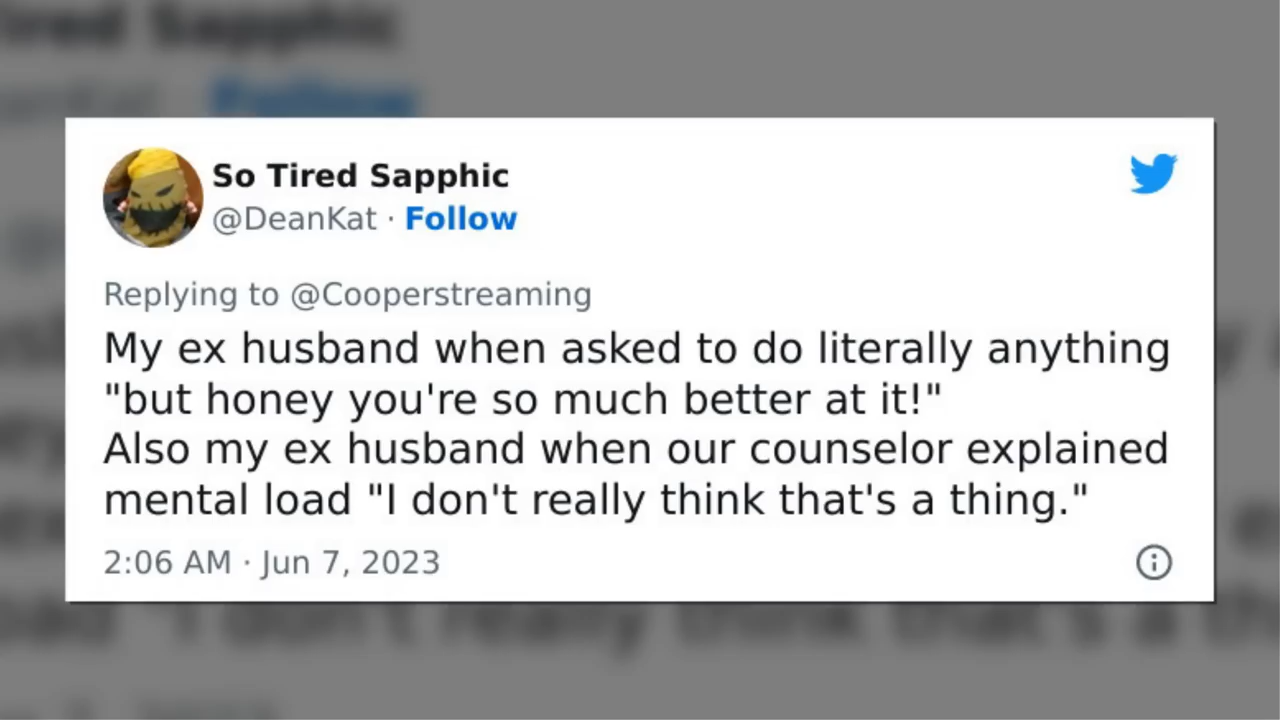 So Tired Sapphic
@DeanKat · Follow
Replying to @Cooperstreaming
My ex husband when asked to do literally anything
"but honey you're so much better at it!"
Also my ex husband when our counselor explained
mental load "I don't really think that's a thing."
2:06 AM · Jun 7, 2023